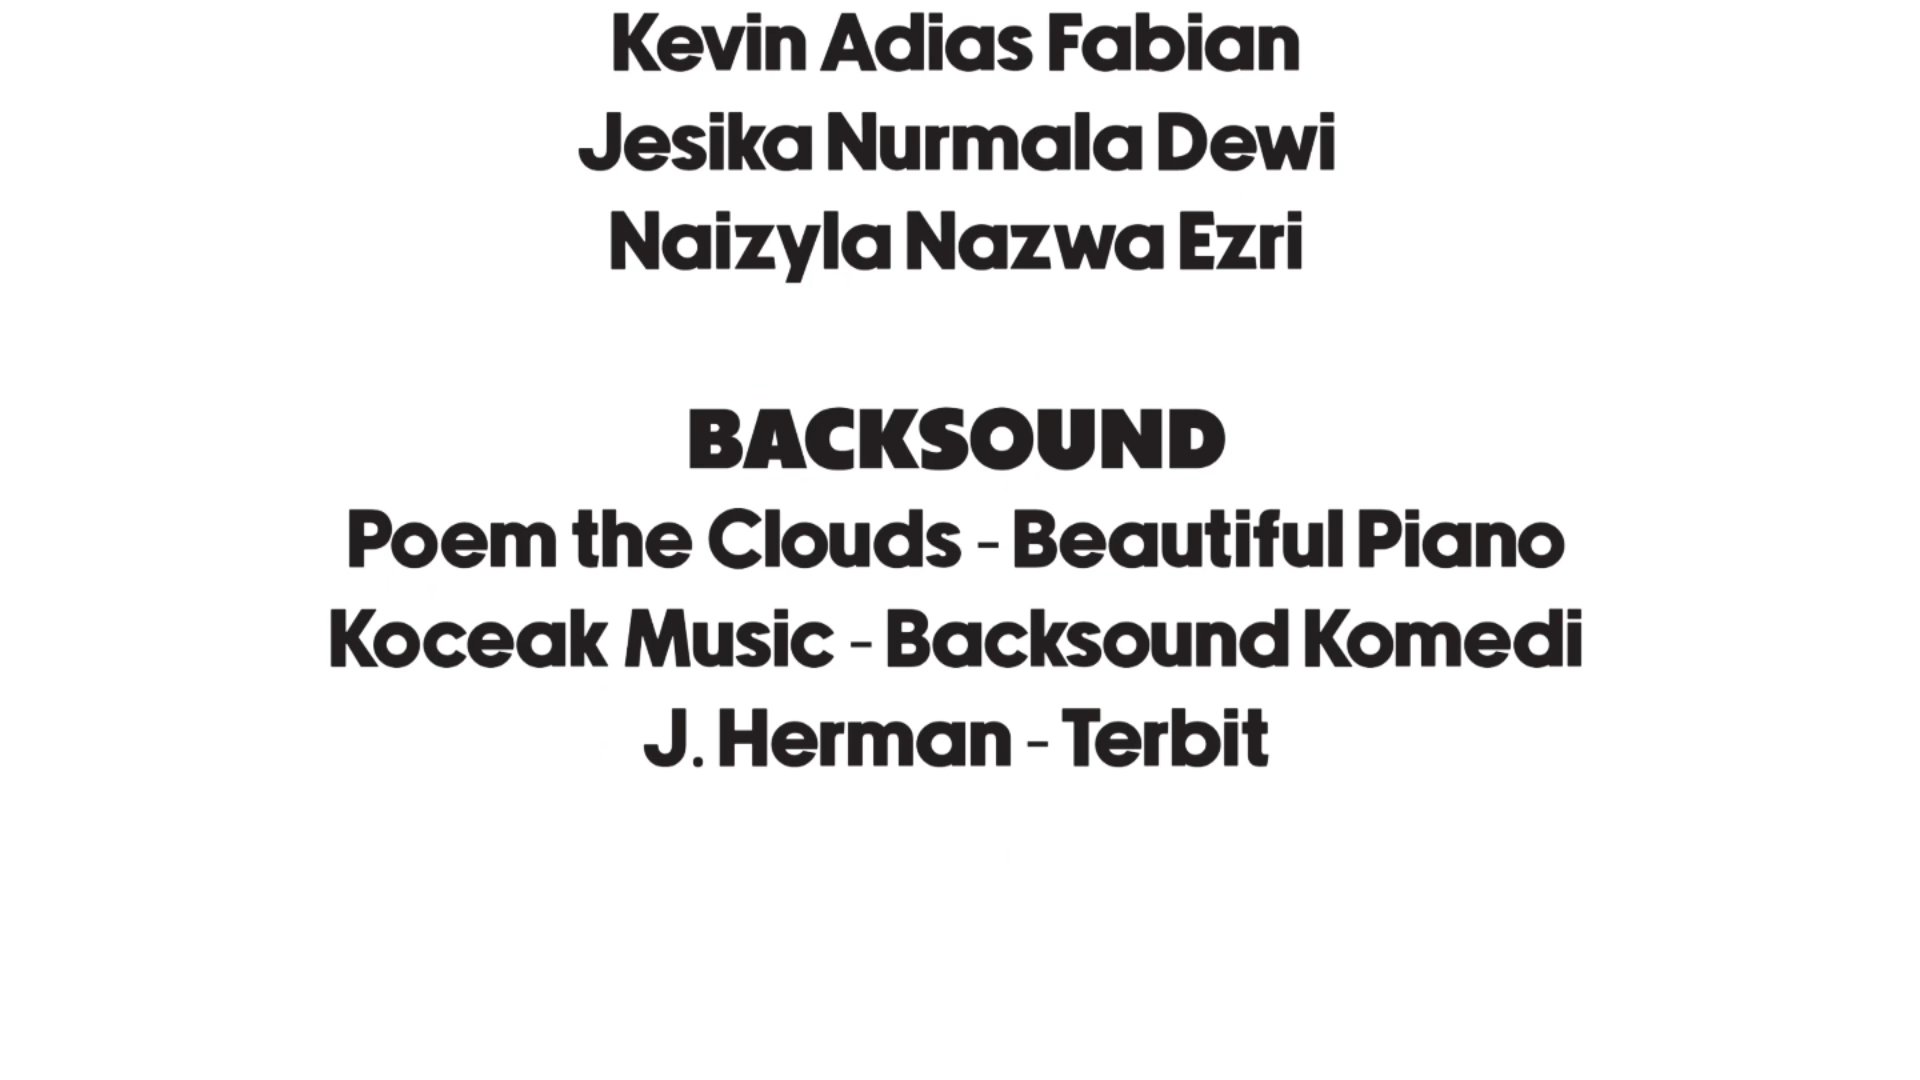 Kevin Adias Fabian
Jesika Nurmala Dewi
Naizyla Nazwa Ezri
BACKSOUND
Poem the Clouds - Beautiful Piano
Koceak Music - Backsound Komedi
J. Herman - Terbit